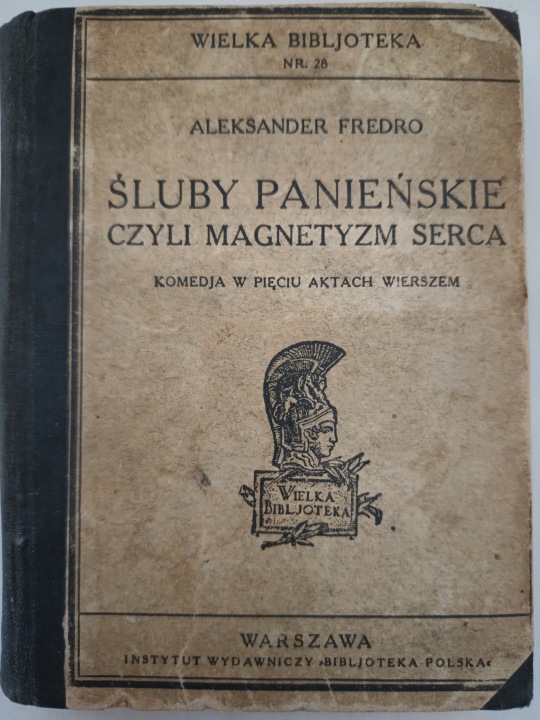 WIELKA BIBLJOTEKA
NR. 28
ALEKSANDER FREDRO
ŚLUBY PANIEŃSKIE
CZYLI MAGNETYZM SERCA
KOMEDJA W PIĘCIU AKTACH WIERSZEM
WIELKA
BIBLJOTEKA
WARSZAWA
INSTYTUT WYDAWNICZY »BIBLJOTEKA POLSKA«